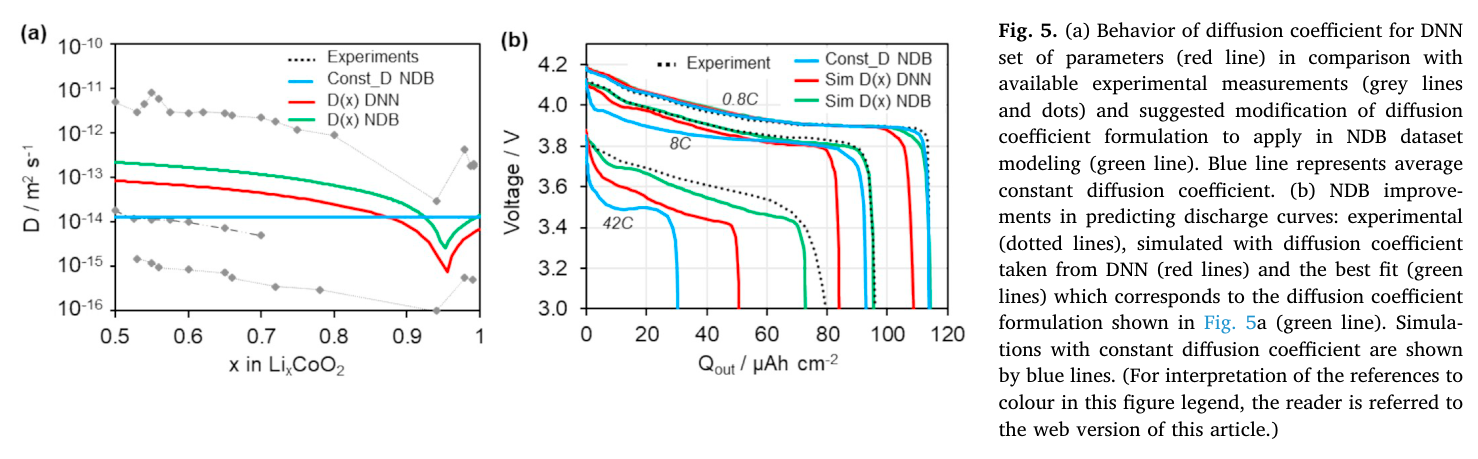 (a)
10-10
10-11
10-12
10-13
10-14
10-15
10-16
D / m2 s-1
Experiments
Const_D NDB
D(x) DNN
D(x) NDB
0.5 0.6 0.7 0.8 0.9 1
x in LixCoO2
(b)
4.2
4.0
3.8
3.6
3.4
3.2
3.0
Voltage / V
Experiment
Const_D NDB
Sim D(x) DNN
Sim D(x) NDB
0.8C
8C
42C
0 20 40 60 80 100 120
Qout / µAh cm-2
Fig. 5. (a) Behavior of diffusion coefficient for DNN
set of parameters (red line) in comparison with
available experimental measurements (grey lines
and dots) and suggested modification of diffusion
coefficient formulation to apply in NDB dataset
modeling (green line). Blue line represents average
constant diffusion coefficient. (b) NDB improve-
ments in predicting discharge curves: experimental
(dotted lines), simulated with diffusion coefficient
taken from DNN (red lines) and the best fit (green
lines) which corresponds to the diffusion coefficient
formulation shown in Fig. 5a (green line). Simula-
tions with constant diffusion coefficient are shown
by blue lines. (For interpretation of the references to
colour in this figure legend, the reader is referred to
the web version of this article.)